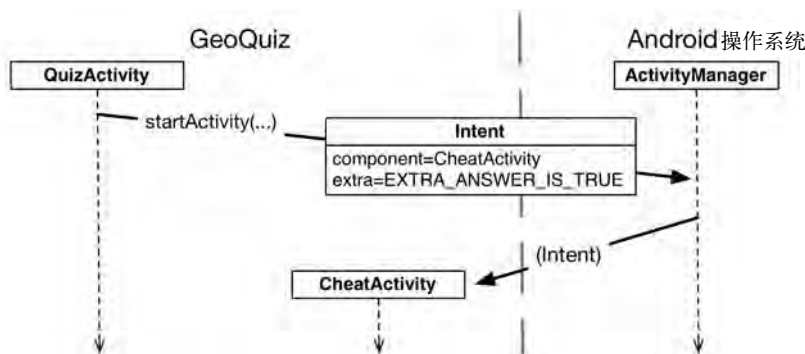 GeoQuiz
Android操作系统
QuizActivity
ActivityManager
startActivity(...)
Intent
component=CheatActivity
extra=EXTRA_ANSWER_IS_TRUE
(Intent)
CheatActivity